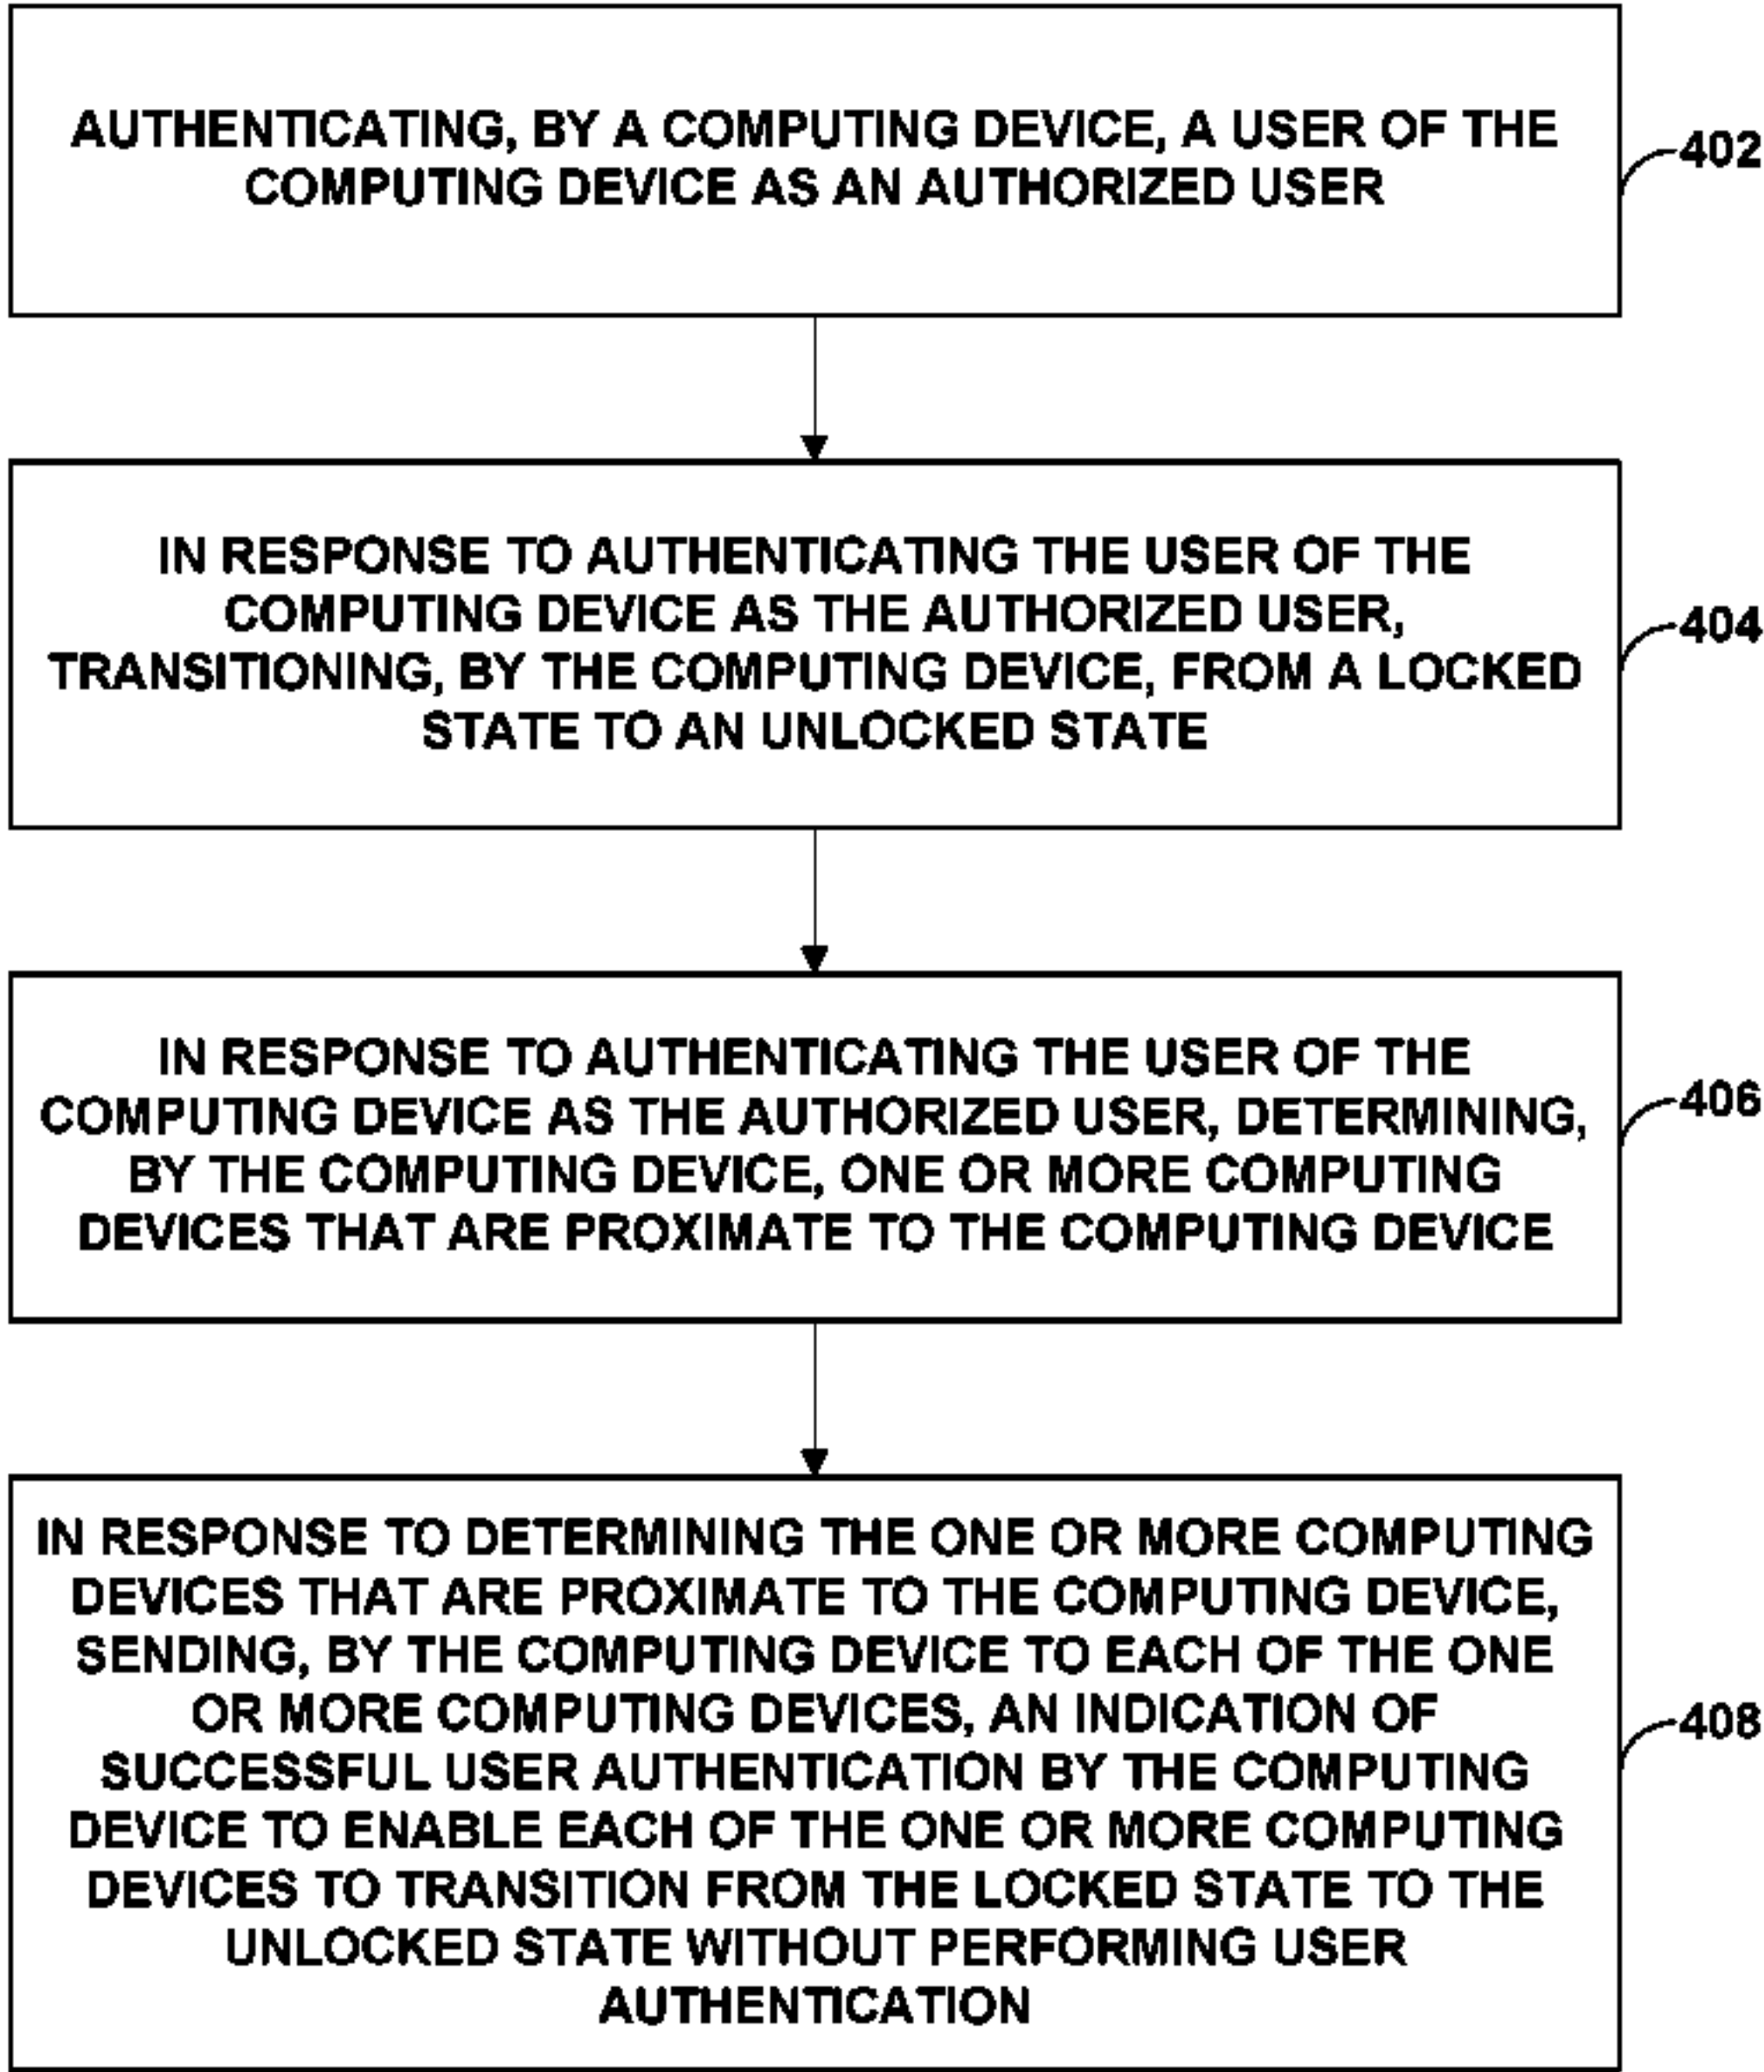 AUTHENTICATING, BY A COMPUTING DEVICE, A USER OF THE
COMPUTING DEVICE AS AN AUTHORIZED USER
402
IN RESPONSE TO AUTHENTICATING THE USER OF THE
COMPUTING DEVICE AS THE AUTHORIZED USER,
TRANSITIONING, BY THE COMPUTING DEVICE, FROM A LOCKED
STATE TO AN UNLOCKED STATE
404
IN RESPONSE TO AUTHENTICATING THE USER OF THE
COMPUTING DEVICE AS THE AUTHORIZED USER, DETERMINING,
BY THE COMPUTING DEVICE, ONE OR MORE COMPUTING
DEVICES THAT ARE PROXIMATE TO THE COMPUTING DEVICE
406
IN RESPONSE TO DETERMINING THE ONE OR MORE COMPUTING
DEVICES THAT ARE PROXIMATE TO THE COMPUTING DEVICE,
SENDING, BY THE COMPUTING DEVICE TO EACH OF THE ONE
OR MORE COMPUTING DEVICES, AN INDICATION OF
SUCCESSFUL USER AUTHENTICATION BY THE COMPUTING
DEVICE TO ENABLE EACH OF THE ONE OR MORE COMPUTING
DEVICES TO TRANSITION FROM THE LOCKED STATE TO THE
UNLOCKED STATE WITHOUT PERFORMING USER
AUTHENTICATION
408